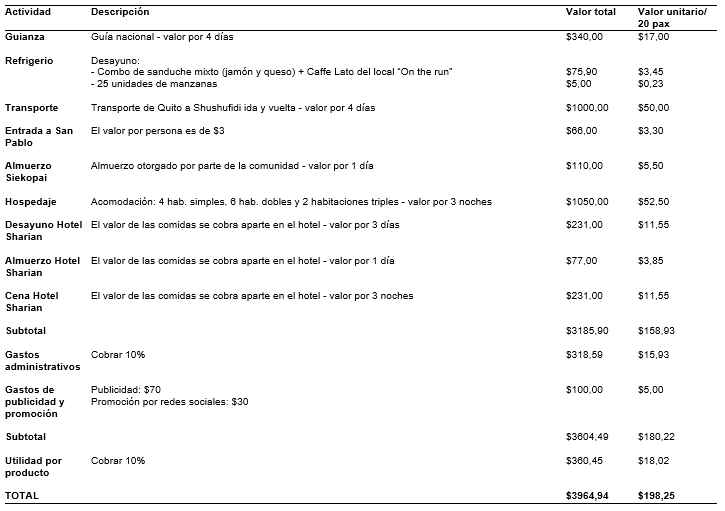 Actividad Descripción Valor total Valor unitario/
20 pax
Guianza Guía nacional - valor por 4 días $340,00 $17,00
Refrigerio Desayuno:
- Combo de sanduche mixto (jamón y queso) + Caffe Lato del local "On the run" $75,90 $3,45
- 25 unidades de manzanas $5,00 $0,23
Transporte Transporte de Quito a Shushufidi ida y vuelta - valor por 4 días $1000,00 $50,00
Entrada a San El valor por persona es de $3 $66,00 $3,30
Pablo
Almuerzo Almuerzo otorgado por parte de la comunidad - valor por 1 día $110,00 $5,50
Siekopai
Hospedaje Acomodación: 4 hab. simples, 6 hab. dobles y 2 habitaciones triples - valor por 3 noches $1050,00 $52,50
Desayuno Hotel El valor de las comidas se cobra aparte en el hotel - valor por 3 días $231,00 $11,55
Sharian
Almuerzo Hotel El valor de las comidas se cobra aparte en el hotel - valor por 1 día $77,00 $3,85
Sharian
Cena Hotel El valor de las comidas se cobra aparte en el hotel - valor por 3 noches $231,00 $11,55
Sharian
Subtotal $3185,90 $158,93
Gastos Cobrar 10% $318,59 $15,93
administrativos
Gastos de Publicidad: $70 $100,00 $5,00
publicidad y Promoción por redes sociales: $30
promoción
Subtotal $3604,49 $180,22
Utilidad por Cobrar 10% $360,45 $18,02
producto
TOTAL $3964,94 $198,25